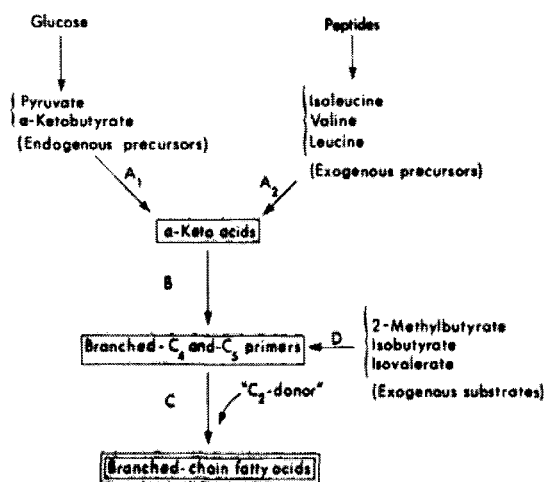 Glucose
Peptides
Pyruvate
α-Ketobutyrate
(Endogenous precursors)
Isoleucine
Valine
Leucine
(Exogenous precursors)
A₁
A₂
α-Keto acids
B
Branched-C₄ and-C₅ primers
D
2-Methylbutyrate
Isobutyrate
Isovalerate
(Exogenous substrates)
C
"C₂-donor"
Branched-chain fatty acids